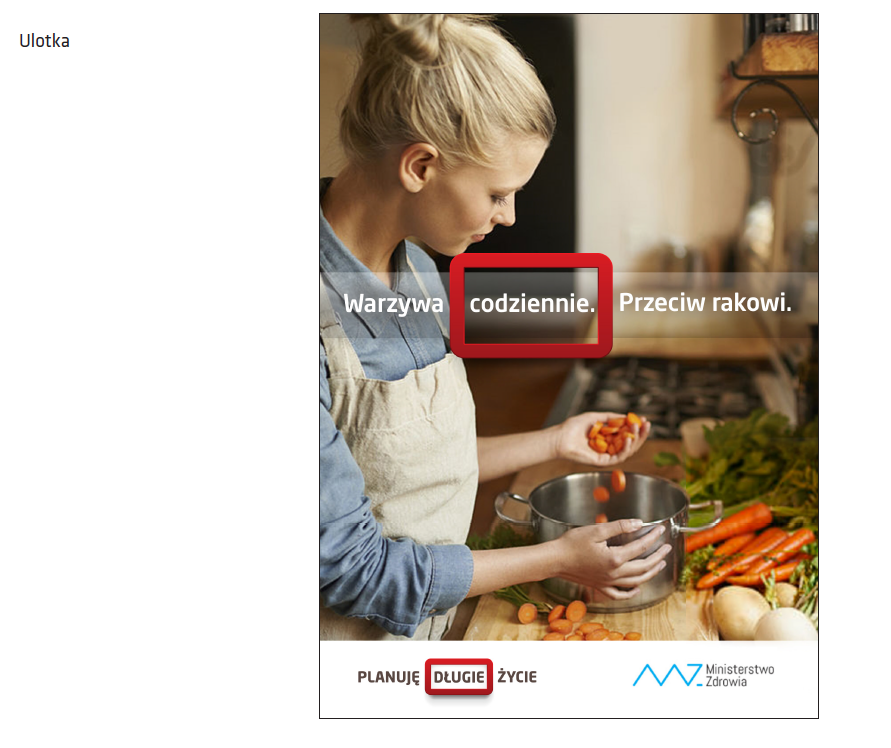 Ulotka
Warzywa codziennie. Przeciw rakowi.
PLANUJĘ DŁUGIE ŻYCIE
Ministerstwo
Zdrowia